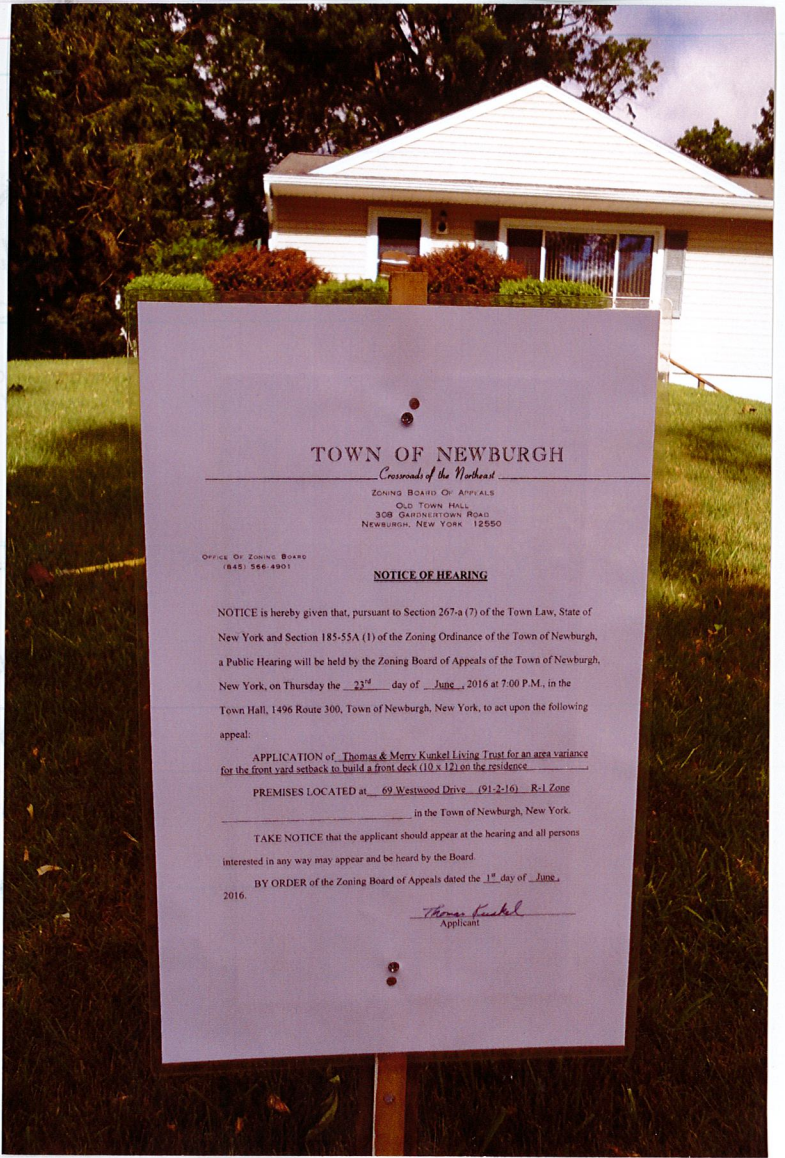 TOWN OF NEWBURGH
Crossroads of the Northeast
ZONING BOARD OF APPEALS
OLD TOWN HALL
308 GARDNERTOWN ROAD
NEWBURGH, NEW YORK 12550
OFFICE OF ZONING BOARD
(845) 566-4901
NOTICE OF HEARING
NOTICE is hereby given that, pursuant to Section 267-a (7) of the Town Law, State of
New York and Section 185-55A (1) of the Zoning Ordinance of the Town of Newburgh,
a Public Hearing will be held by the Zoning Board of Appeals of the Town of Newburgh,
New York, on Thursday the 23rd day of June, 2016 at 7:00 P.M., in the
Town Hall, 1496 Route 300, Town of Newburgh, New York, to act upon the following
appeal:
APPLICATION of Thomas & Merry Kunkel Living Trust for an area variance
for the front yard setback to build a front deck (10 x 12) on the residence
PREMISES LOCATED at 69 Westwood Drive (91-2-16) R-1 Zone
in the Town of Newburgh, New York.
TAKE NOTICE that the applicant should appear at the hearing and all persons
interested in any way may appear and be heard by the Board.
BY ORDER of the Zoning Board of Appeals dated the 1st day of June,
2016.
Thomas Kunkel
Applicant